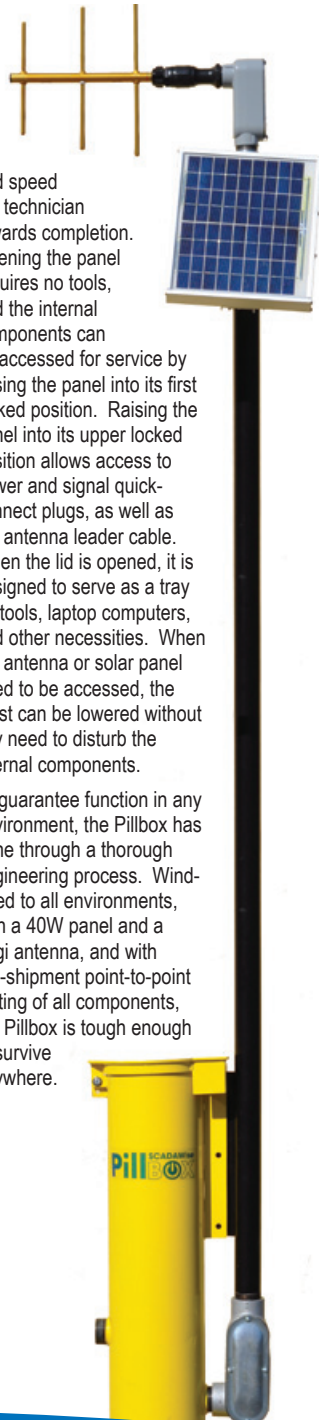 d speed
technician
wards completion.
ening the panel
uires no tools,
d the internal
mponents can
accessed for service by
sing the panel into its first
ked position. Raising the
nel into its upper locked
sition allows access to
wer and signal quick-
nnect plugs, as well as
antenna leader cable.
en the lid is opened, it is
signed to serve as a tray
tools, laptop computers,
d other necessities. When
antenna or solar panel
ed to be accessed, the
st can be lowered without
y need to disturb the
ernal components.
guarantee function in any
vironment, the Pillbox has
ne through a thorough
gineering process. Wind-
ed to all environments,
h a 40W panel and a
gi antenna, and with
-shipment point-to-point
ting of all components,
Pillbox is tough enough
survive
ywhere.
Pill BOX